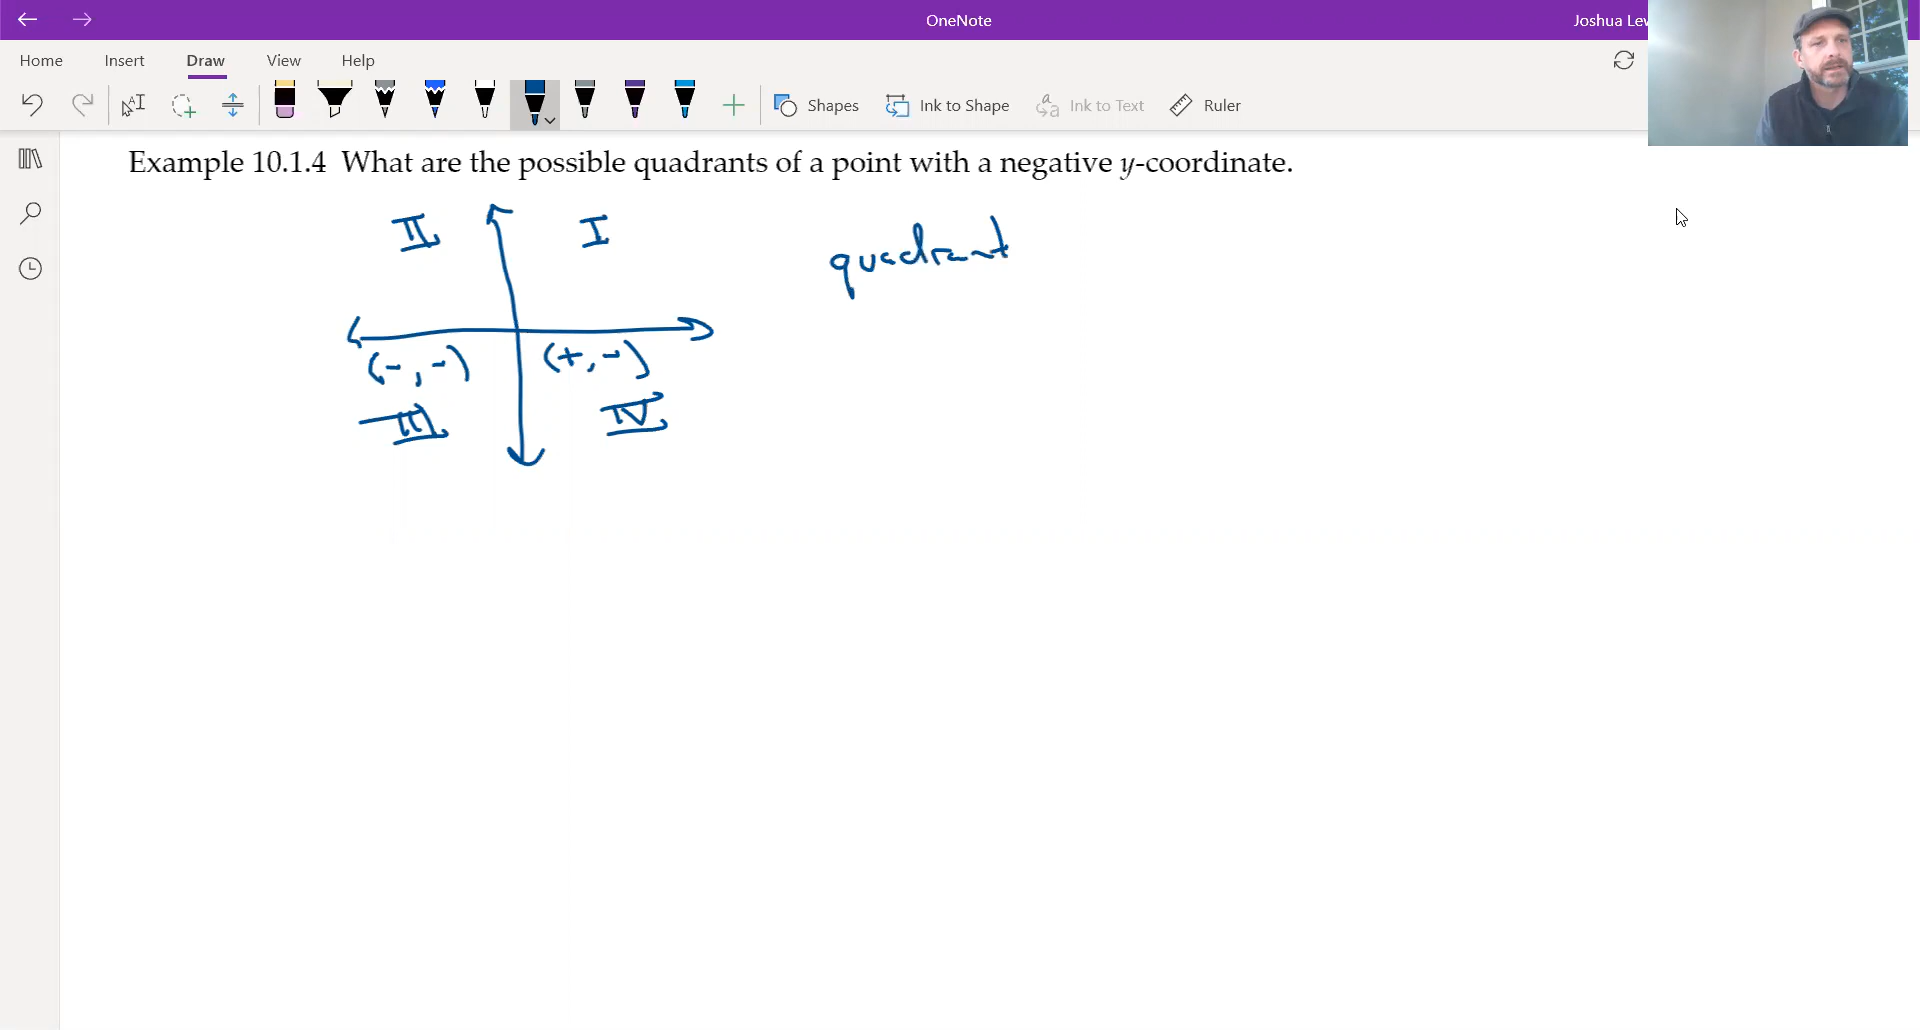 OneNote
Joshua Lew
Home Insert Draw View Help
Shapes Ink to Shape Ink to Text Ruler
Example 10.1.4 What are the possible quadrants of a point with a negative y-coordinate.
II I
quadrant
(-, -) (+, -)
III IV